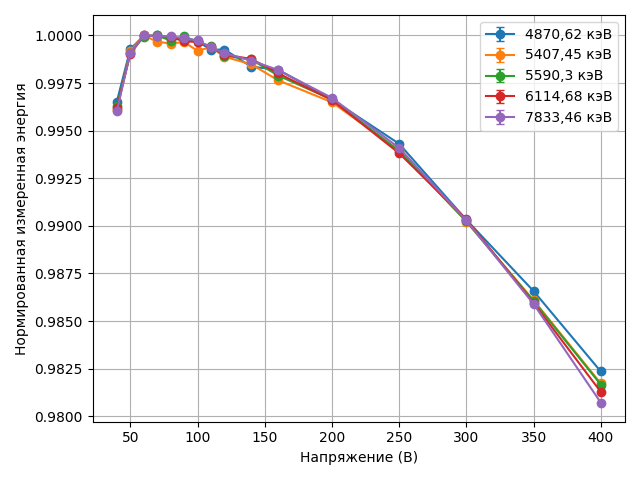 Нормированная измеренная энергия
1.0000
0.9975
0.9950
0.9925
0.9900
0.9875
0.9850
0.9825
0.9800
4870,62 кэВ
5407,45 кэВ
5590,3 кэВ
6114,68 кэВ
7833,46 кэВ
50 100 150 200 250 300 350 400
Напряжение (В)